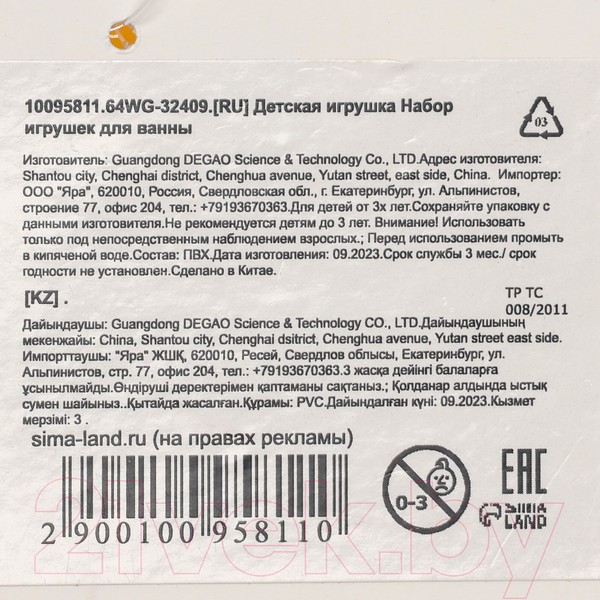 10095811.64WG-32409.[RU] Детская игрушка Набор
игрушек для ванны
03
Изготовитель: Guangdong DEGAO Science & Technology Co., LTD.Адрес изготовителя:
Shantou city, Chenghai district, Chenghua avenue, Yutan street, east side, China. Импортер:
ООО "Яра", 620010, Россия, Свердловская обл., г. Екатеринбург, ул. Альпинистов,
строение 77, офис 204, тел.: +79193670363.Для детей от 3х лет.Сохраняйте упаковку с
данными изготовителя.Не рекомендуется детям до 3 лет. Внимание! Использовать
только под непосредственным наблюдением взрослых.; Перед использованием промыть
в кипяченой воде.Состав: ПВХ.Дата изготовления: 09.2023.Срок службы 3 мес./ срок
годности не установлен.Сделано в Китае.
[KZ] .
ТР ТС
008/2011
Дайындаушы: Guangdong DEGAO Science & Technology CO., LTD.Дайындаушының
мекенжайы: China, Shantou city, Chenghai dsitrict, Chenghua avenue, Yutan street east side.
Импорттаушы: "Яра" ЖШҚ, 620010, Ресей, Свердлов облысы, Екатеринбург, ул.
Альпинистов, стр. 77, офис 204, тел.: +79193670363.3 жасқа дейінгі балаларға
ұсынылмайды.Өндіруші деректерімен қаптаманы сақтаңыз.; Қолданар алдында ыстық
сумен шайыңыз..Қытайда жасалған.Құрамы: PVC.Дайындалған күні: 09.2023.Кызмет
мерзімі: 3 .
sima-land.ru (на правах рекламы)
2 900100 958110
0-3
EAC
SIMA
LAND
21vek.by